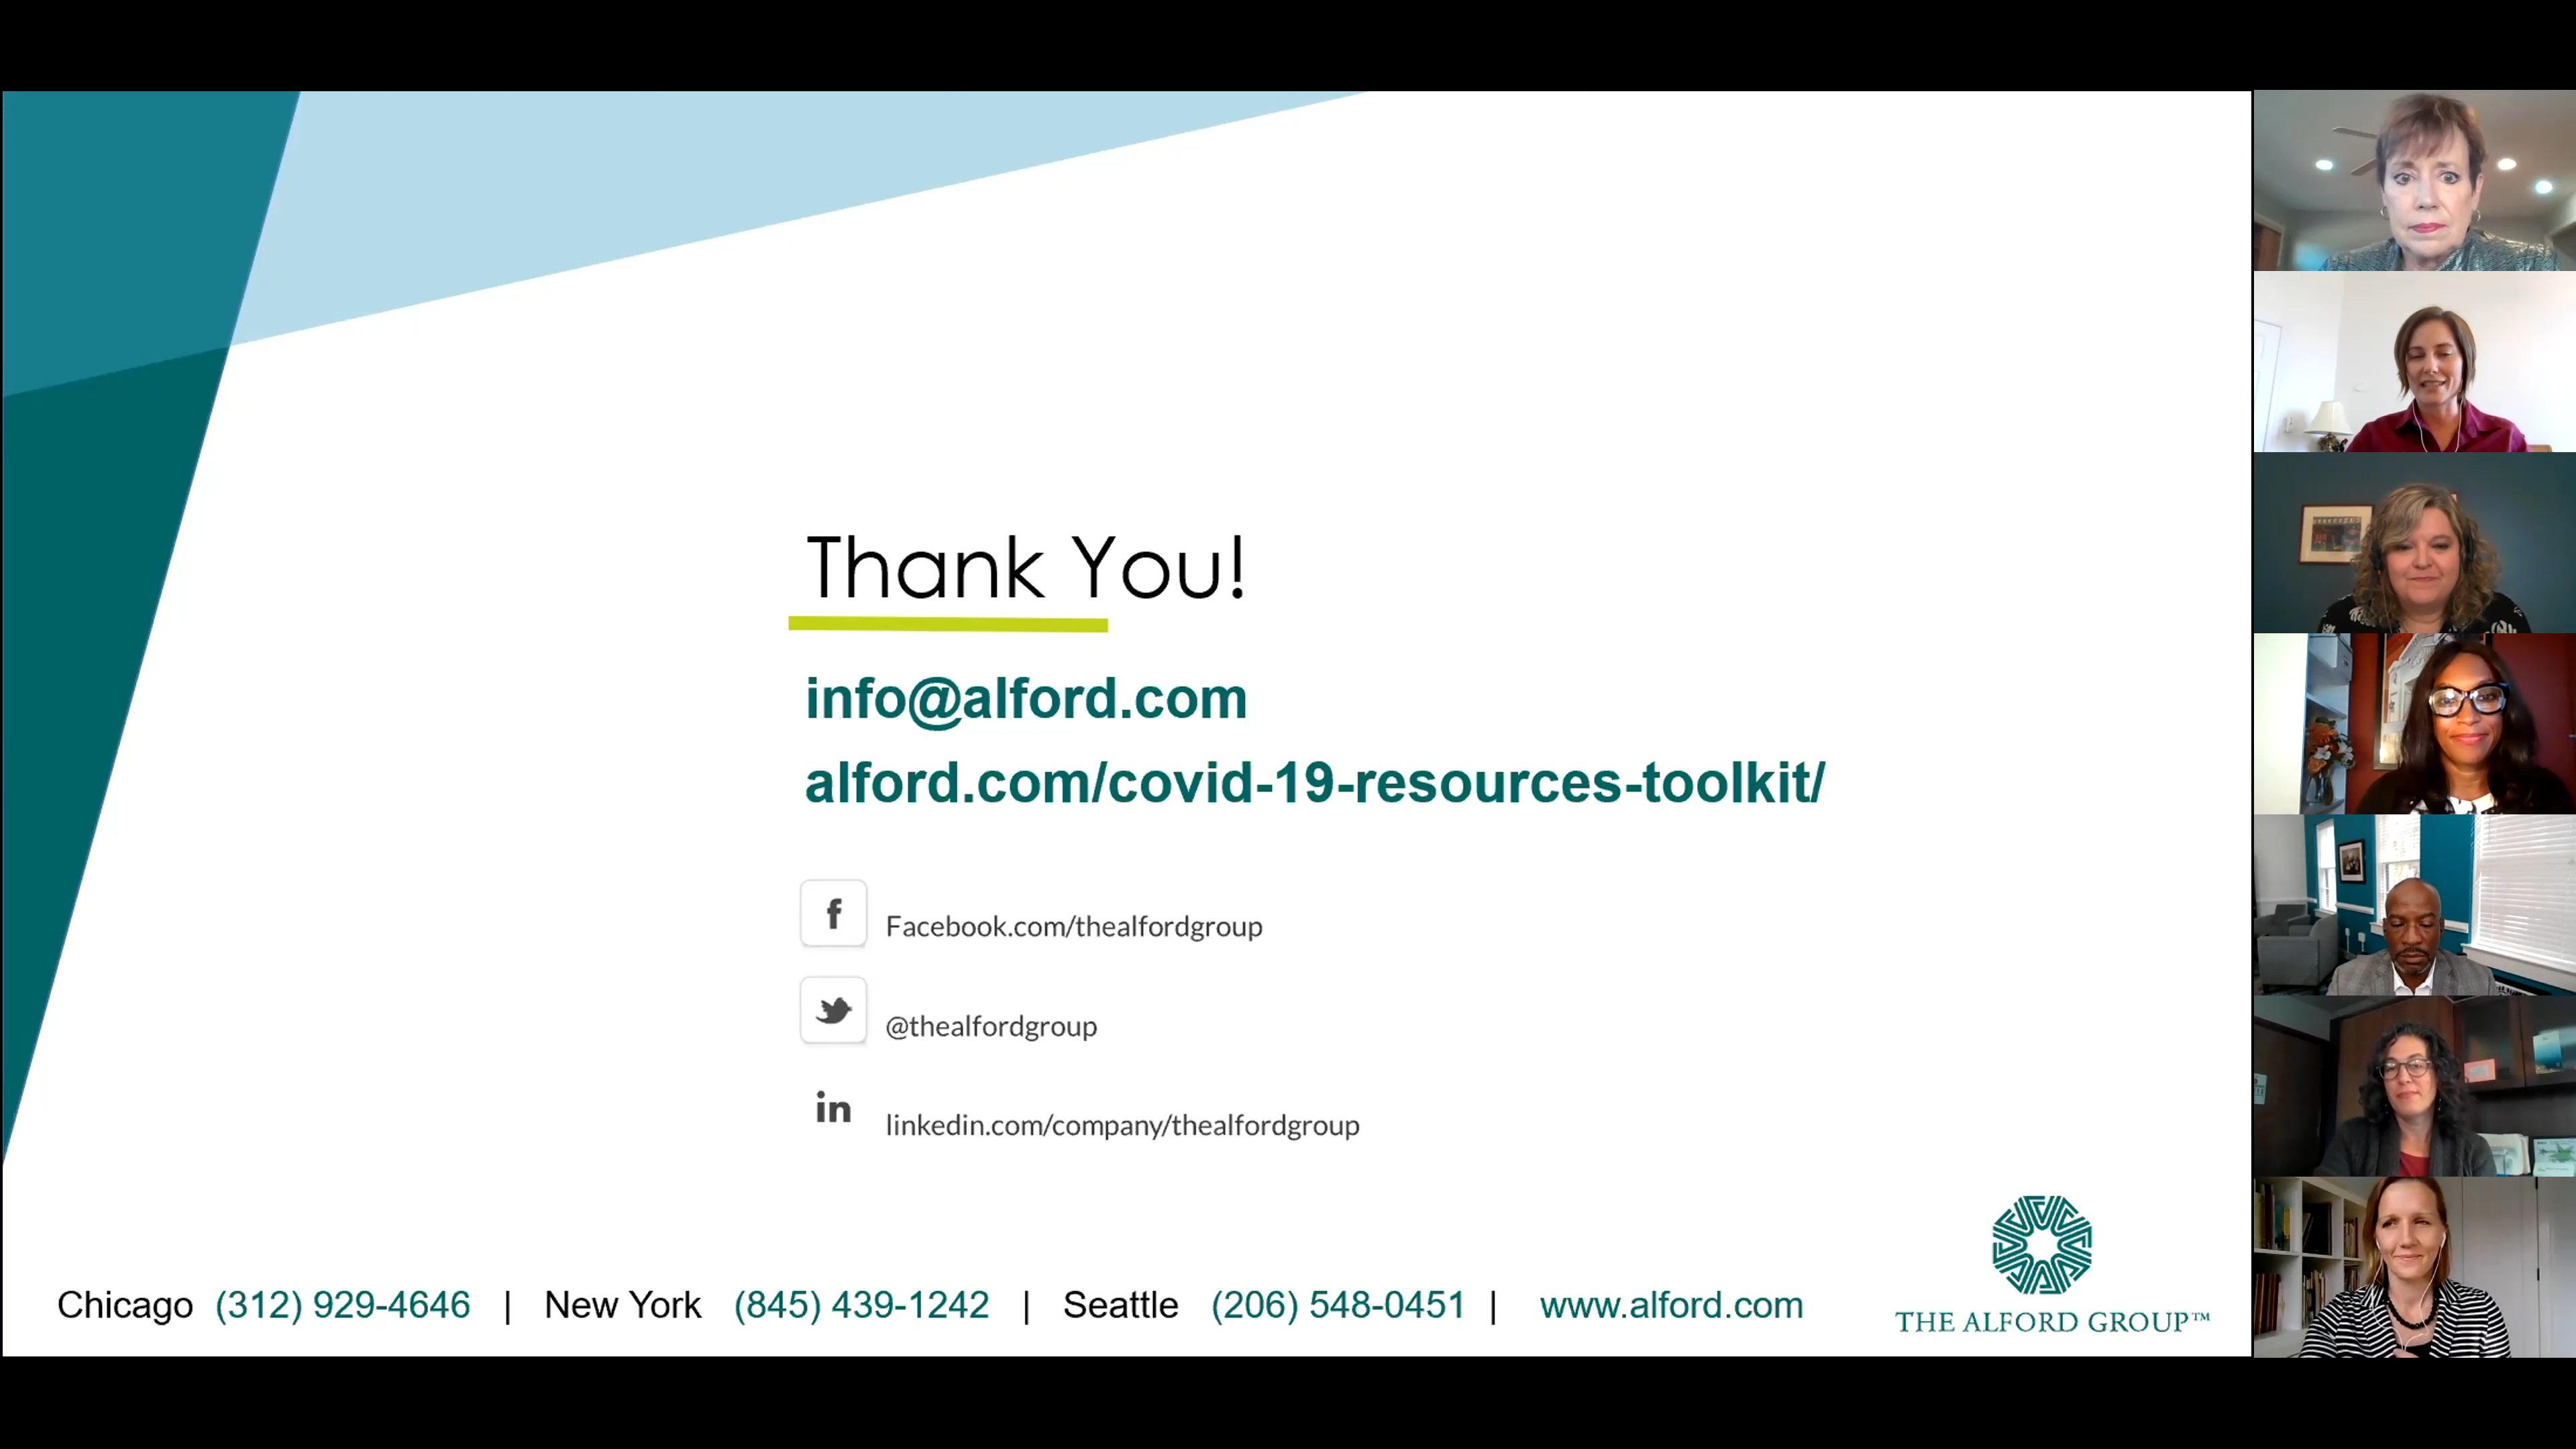 Thank You!
info@alford.com
alford.com/covid-19-resources-toolkit/
f
Facebook.com/thealfordgroup
@thealfordgroup
in
linkedin.com/company/thealfordgroup
Chicago (312) 929-4646 | New York (845) 439-1242 | Seattle (206) 548-0451 | www.alford.com
THE ALFORD GROUP™